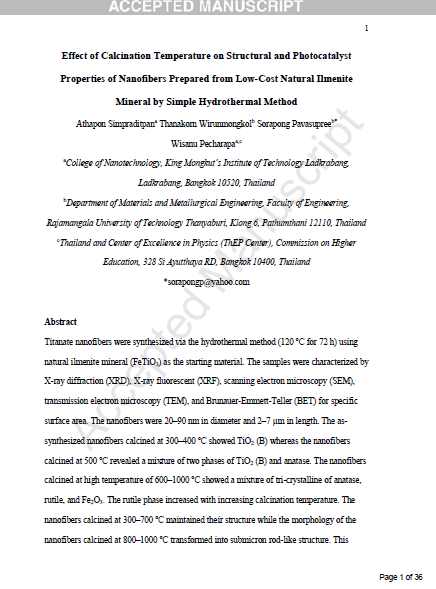 ACCEPTED MANUSCRIPT
1
Effect of Calcination Temperature on Structural and Photocatalyst
Properties of Nanofibers Prepared from Low-Cost Natural Ilmenite
Mineral by Simple Hydrothermal Method
Athapon Simpraditpanᵃ Thanakorn Wirunmongkolᵇ Sorapong Pavasupreeᵇ*
Wisanu Pecharapaᵃ,ᶜ
ᵃCollege of Nanotechnology, King Mongkut's Institute of Technology Ladkrabang,
Ladkrabang, Bangkok 10520, Thailand
ᵇDepartment of Materials and Metallurgical Engineering, Faculty of Engineering,
Rajamangala University of Technology Thanyaburi, Klong 6, Pathumthani 12110, Thailand
ᶜThailand and Center of Excellence in Physics (ThEP Center), Commission on Higher
Education, 328 Si Ayutthaya RD, Bangkok 10400, Thailand
*sorapongp@yahoo.com
Abstract
Titanate nanofibers were synthesized via the hydrothermal method (120 °C for 72 h) using
natural ilmenite mineral (FeTiO₃) as the starting material. The samples were characterized by
X-ray diffraction (XRD), X-ray fluorescent (XRF), scanning electron microscopy (SEM),
transmission electron microscopy (TEM), and Brunauer-Emmett-Teller (BET) for specific
surface area. The nanofibers were 20–90 nm in diameter and 2–7 µm in length. The as-
synthesized nanofibers calcined at 300–400 °C showed TiO₂ (B) whereas the nanofibers
calcined at 500 °C revealed a mixture of two phases of TiO₂ (B) and anatase. The nanofibers
calcined at high temperature of 600–1000 °C showed a mixture of tri-crystalline of anatase,
rutile, and Fe₂O₃. The rutile phase increased with increasing calcination temperature. The
nanofibers calcined at 300–700 °C maintained their structure while the morphology of the
nanofibers calcined at 800–1000 °C transformed into submicron rod-like structure. This
Accepted Manuscript
Page 1 of 36